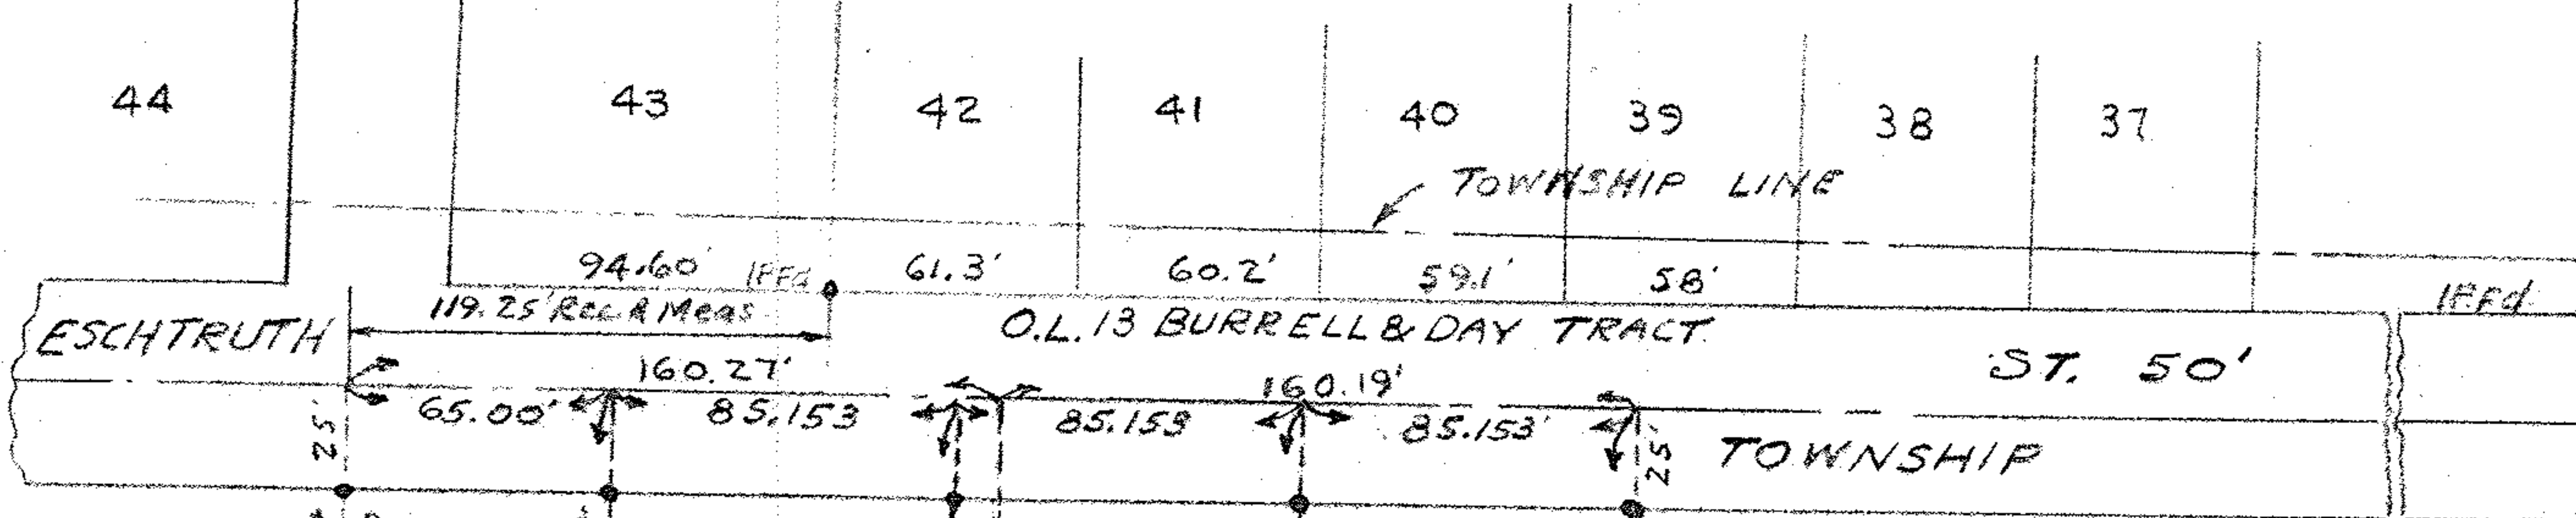 44 43 42 41 40 39 38 37
TOWNSHIP LINE
94.60' IPFd 61.3' 60.2' 59.1' 58' IPFd
119.25' Rec & Meas
ESCHTRUTH O.L. 13 BURRELL & DAY TRACT ST. 50'
160.27' 160.19'
65.00' 85.153 85.153 85.153'
25' 25' TOWNSHIP